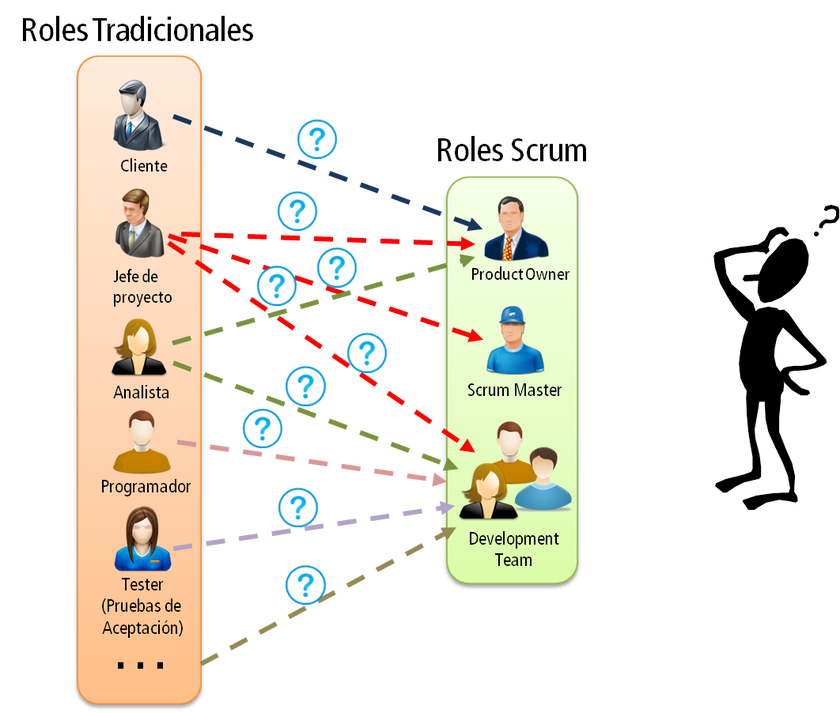 Roles Tradicionales
Cliente
Jefe de
proyecto
Analista
Programador
Tester
(Pruebas de
Aceptación)
...
?
?
?
?
?
?
?
?
?
Roles Scrum
Product Owner
Scrum Master
Development
Team
?